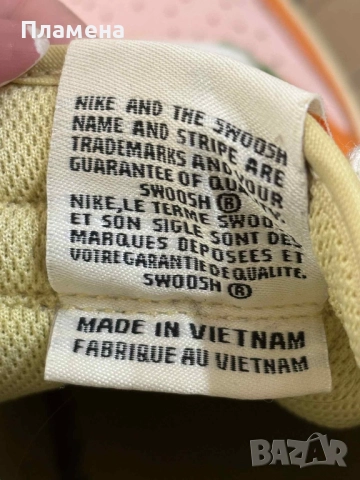 Пламена
NIKE AND THE SWOOSH
NAME AND STRIPE ARE
TRADEMARKS AND YOUR
GUARANTEE OF QUALITY.
SWOOSH ®
NIKE, LE TERME SWOO
ET SON SIGLE SONT DES
MARQUES DEPOSEES ET
VOTRE GARANTIE DE QUALITE.
SWOOSH ®
MADE IN VIETNAM
FABRIQUE AU VIETNAM
BAZAR
bg